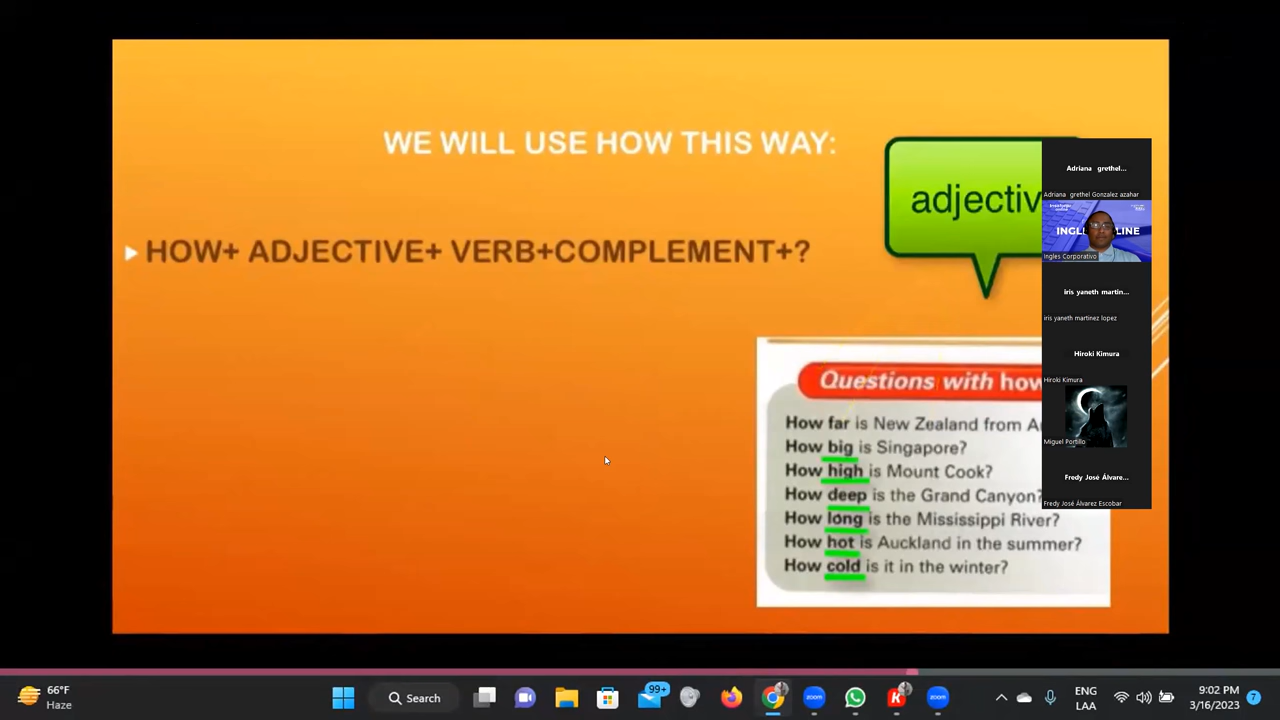 WE WILL USE HOW THIS WAY:
HOW+ ADJECTIVE+ VERB+COMPLEMENT+?
adjectiv
Questions with how
How far is New Zealand from
How big is Singapore?
How high is Mount Cook?
How deep is the Grand Canyon?
How long is the Mississippi River?
How hot is Auckland in the summer?
How cold is it in the winter?
Adriana grethel...
Adriana grethel Gonzalez azahar
INGL LINE
Ingles Corporativo
iris yaneth martin...
iris yaneth martinez lopez
Hiroki Kimura
Hiroki Kimura
Miguel Portillo
Fredy José Álvare...
Fredy José Álvarez Escobar
66°F
Haze
Search
99+
K
zoom
zoom
ENG
LAA
9:02 PM
3/16/2023
7